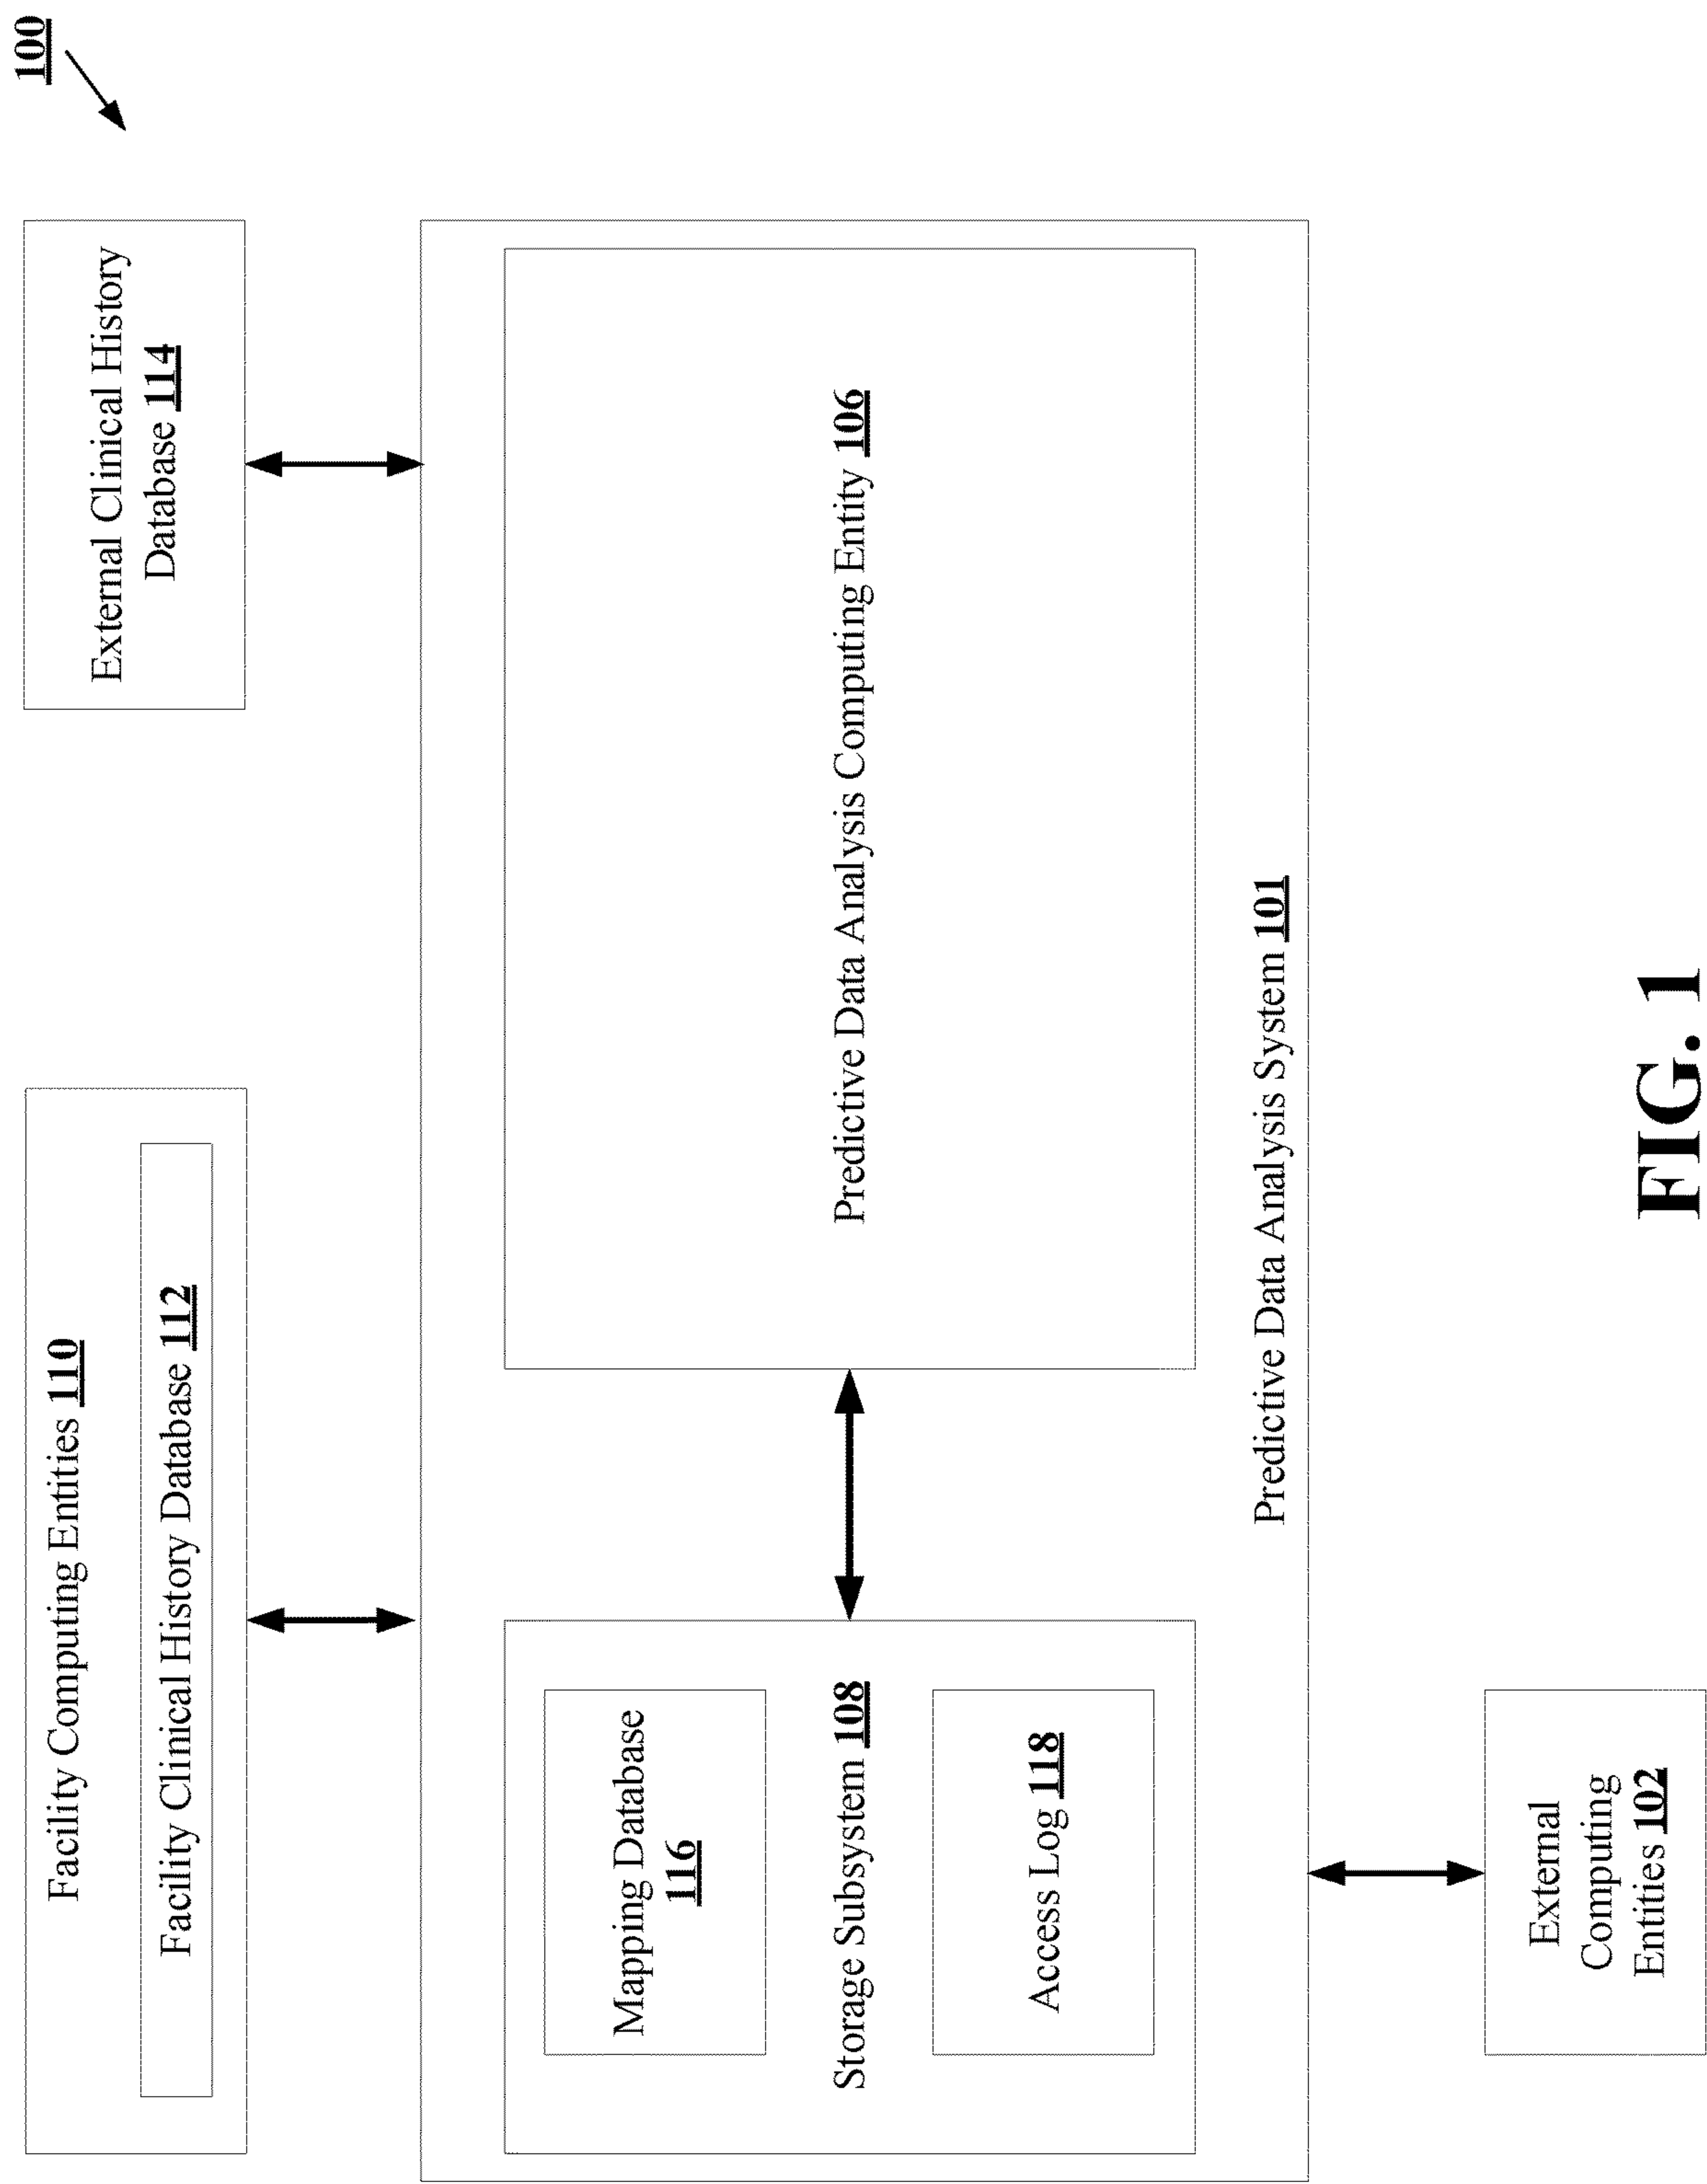 100
Facility Computing Entities 110
Facility Clinical History Database 112
External Clinical History
Database 114
Mapping Database
116
Storage Subsystem 108
Access Log 118
Predictive Data Analysis Computing Entity 106
Predictive Data Analysis System 101
External
Computing
Entities 102
FIG. 1